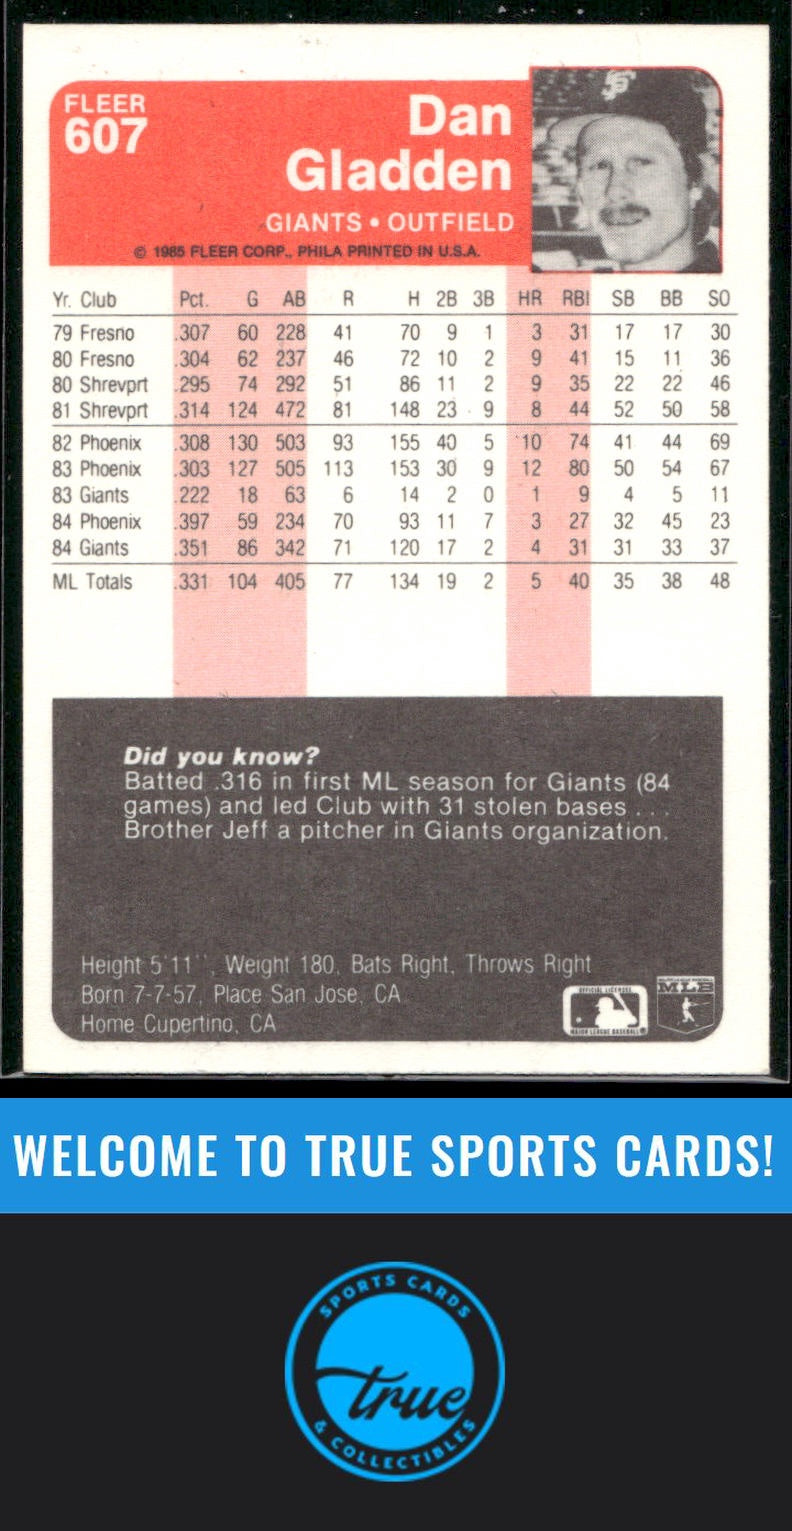 FLEER
607
Dan
Gladden
GIANTS • OUTFIELD
© 1985 FLEER CORP., PHILA PRINTED IN U.S.A.
Yr. Club Pct. G AB R H 2B 3B HR RBI SB BB SO
79 Fresno .307 60 228 41 70 9 1 3 31 17 17 30
80 Fresno .304 62 237 46 72 10 2 9 41 15 11 36
80 Shrevprt .295 74 292 51 86 11 2 9 35 22 22 46
81 Shrevprt .314 124 472 81 148 23 9 8 44 52 50 58
82 Phoenix .308 130 503 93 155 40 5 10 74 41 44 69
83 Phoenix .303 127 505 113 153 30 9 12 80 50 54 67
83 Giants .222 18 63 6 14 2 0 1 9 4 5 11
84 Phoenix .397 59 234 70 93 11 7 3 27 32 45 23
84 Giants .351 86 342 71 120 17 2 4 31 31 33 37
ML Totals .331 104 405 77 134 19 2 5 40 35 38 48
Did you know?
Batted .316 in first ML season for Giants (84
games) and led Club with 31 stolen bases . . .
Brother Jeff a pitcher in Giants organization.
Height 5'11'', Weight 180, Bats Right, Throws Right
Born 7-7-57, Place San Jose, CA
Home Cupertino, CA
OFFICIAL LICENSEE
MAJOR LEAGUE BASEBALL
MAJOR LEAGUE BASEBALL
MLB
WELCOME TO TRUE SPORTS CARDS!
SPORTS CARDS
true
& COLLECTIBLES